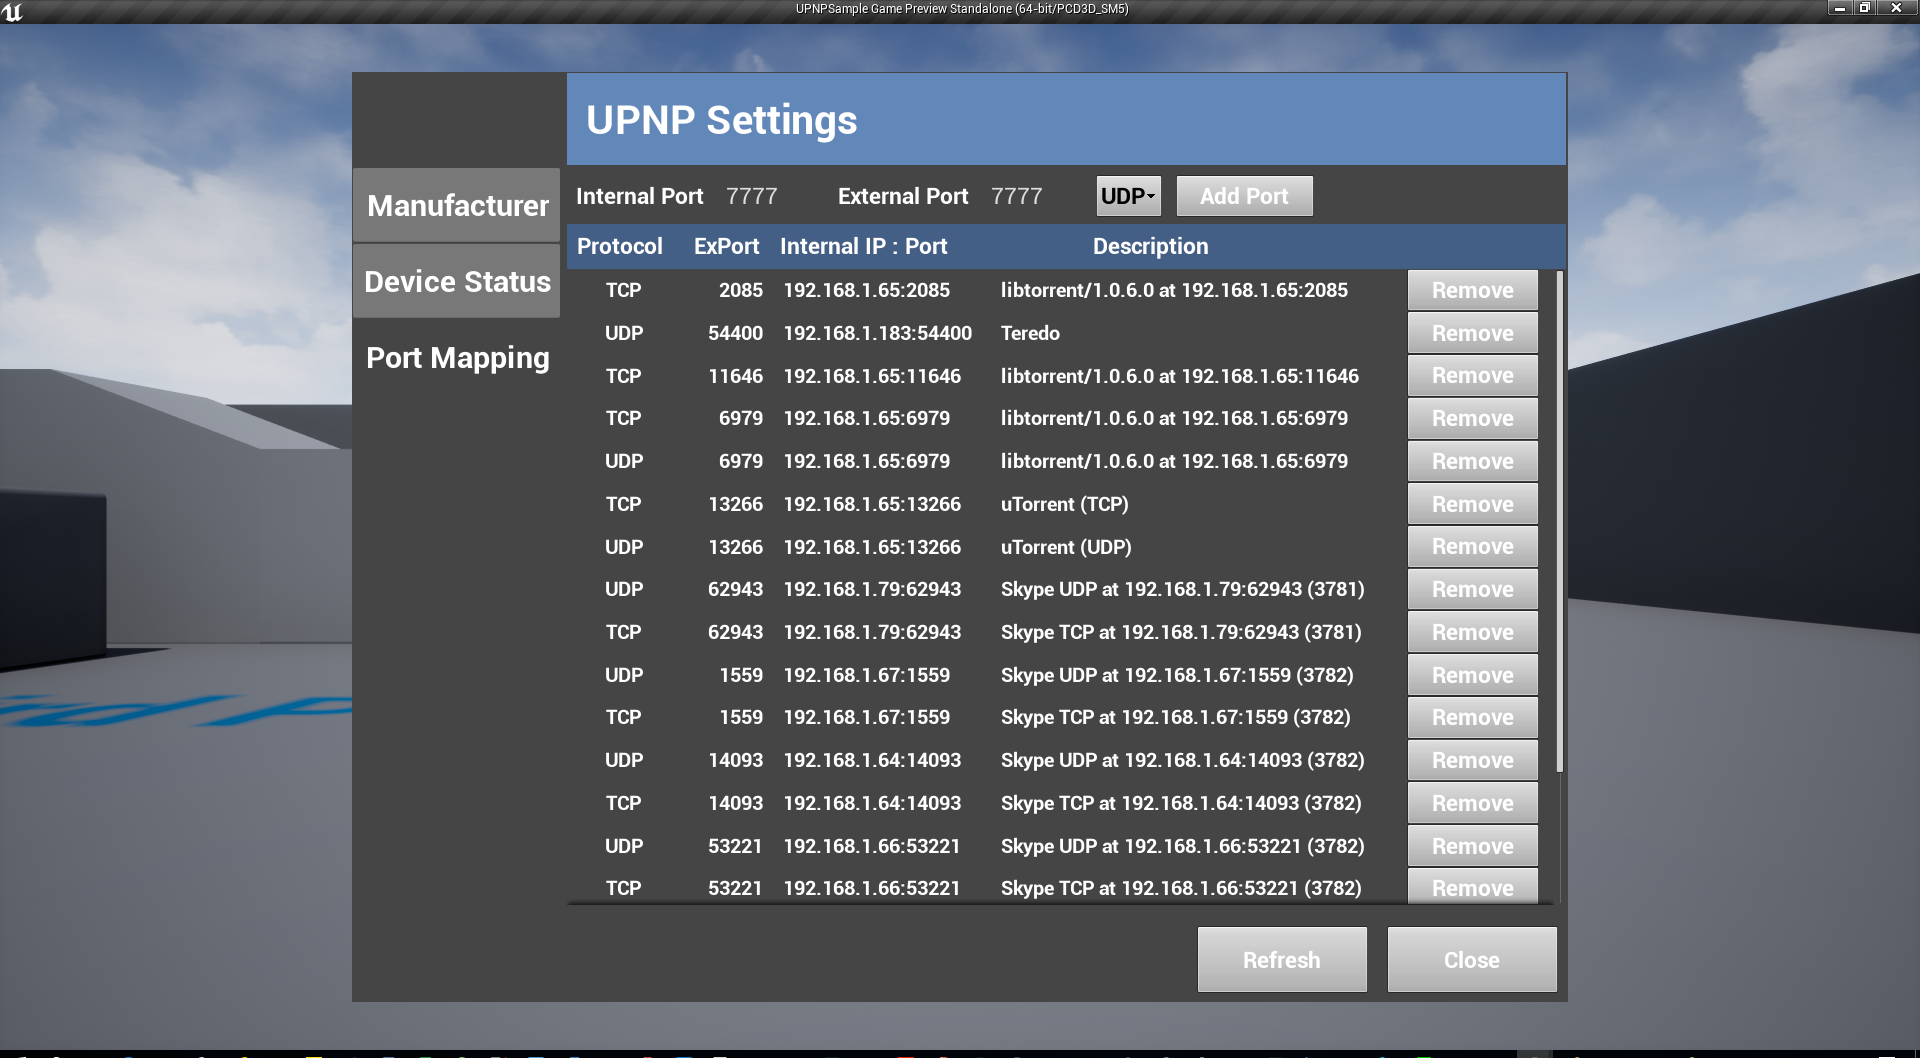 UPNPSample Game Preview Standalone (64-bit/PCD3D_SM5)
UPNP Settings
Manufacturer
Device Status
Port Mapping
Internal Port 7777 External Port 7777 UDP Add Port
Protocol ExPort Internal IP : Port Description
TCP 2085 192.168.1.65:2085 libtorrent/1.0.6.0 at 192.168.1.65:2085 Remove
UDP 54400 192.168.1.183:54400 Teredo Remove
TCP 11646 192.168.1.65:11646 libtorrent/1.0.6.0 at 192.168.1.65:11646 Remove
TCP 6979 192.168.1.65:6979 libtorrent/1.0.6.0 at 192.168.1.65:6979 Remove
UDP 6979 192.168.1.65:6979 libtorrent/1.0.6.0 at 192.168.1.65:6979 Remove
TCP 13266 192.168.1.65:13266 uTorrent (TCP) Remove
UDP 13266 192.168.1.65:13266 uTorrent (UDP) Remove
UDP 62943 192.168.1.79:62943 Skype UDP at 192.168.1.79:62943 (3781) Remove
TCP 62943 192.168.1.79:62943 Skype TCP at 192.168.1.79:62943 (3781) Remove
UDP 1559 192.168.1.67:1559 Skype UDP at 192.168.1.67:1559 (3782) Remove
TCP 1559 192.168.1.67:1559 Skype TCP at 192.168.1.67:1559 (3782) Remove
UDP 14093 192.168.1.64:14093 Skype UDP at 192.168.1.64:14093 (3782) Remove
TCP 14093 192.168.1.64:14093 Skype TCP at 192.168.1.64:14093 (3782) Remove
UDP 53221 192.168.1.66:53221 Skype UDP at 192.168.1.66:53221 (3782) Remove
TCP 53221 192.168.1.66:53221 Skype TCP at 192.168.1.66:53221 (3782) Remove
Refresh Close